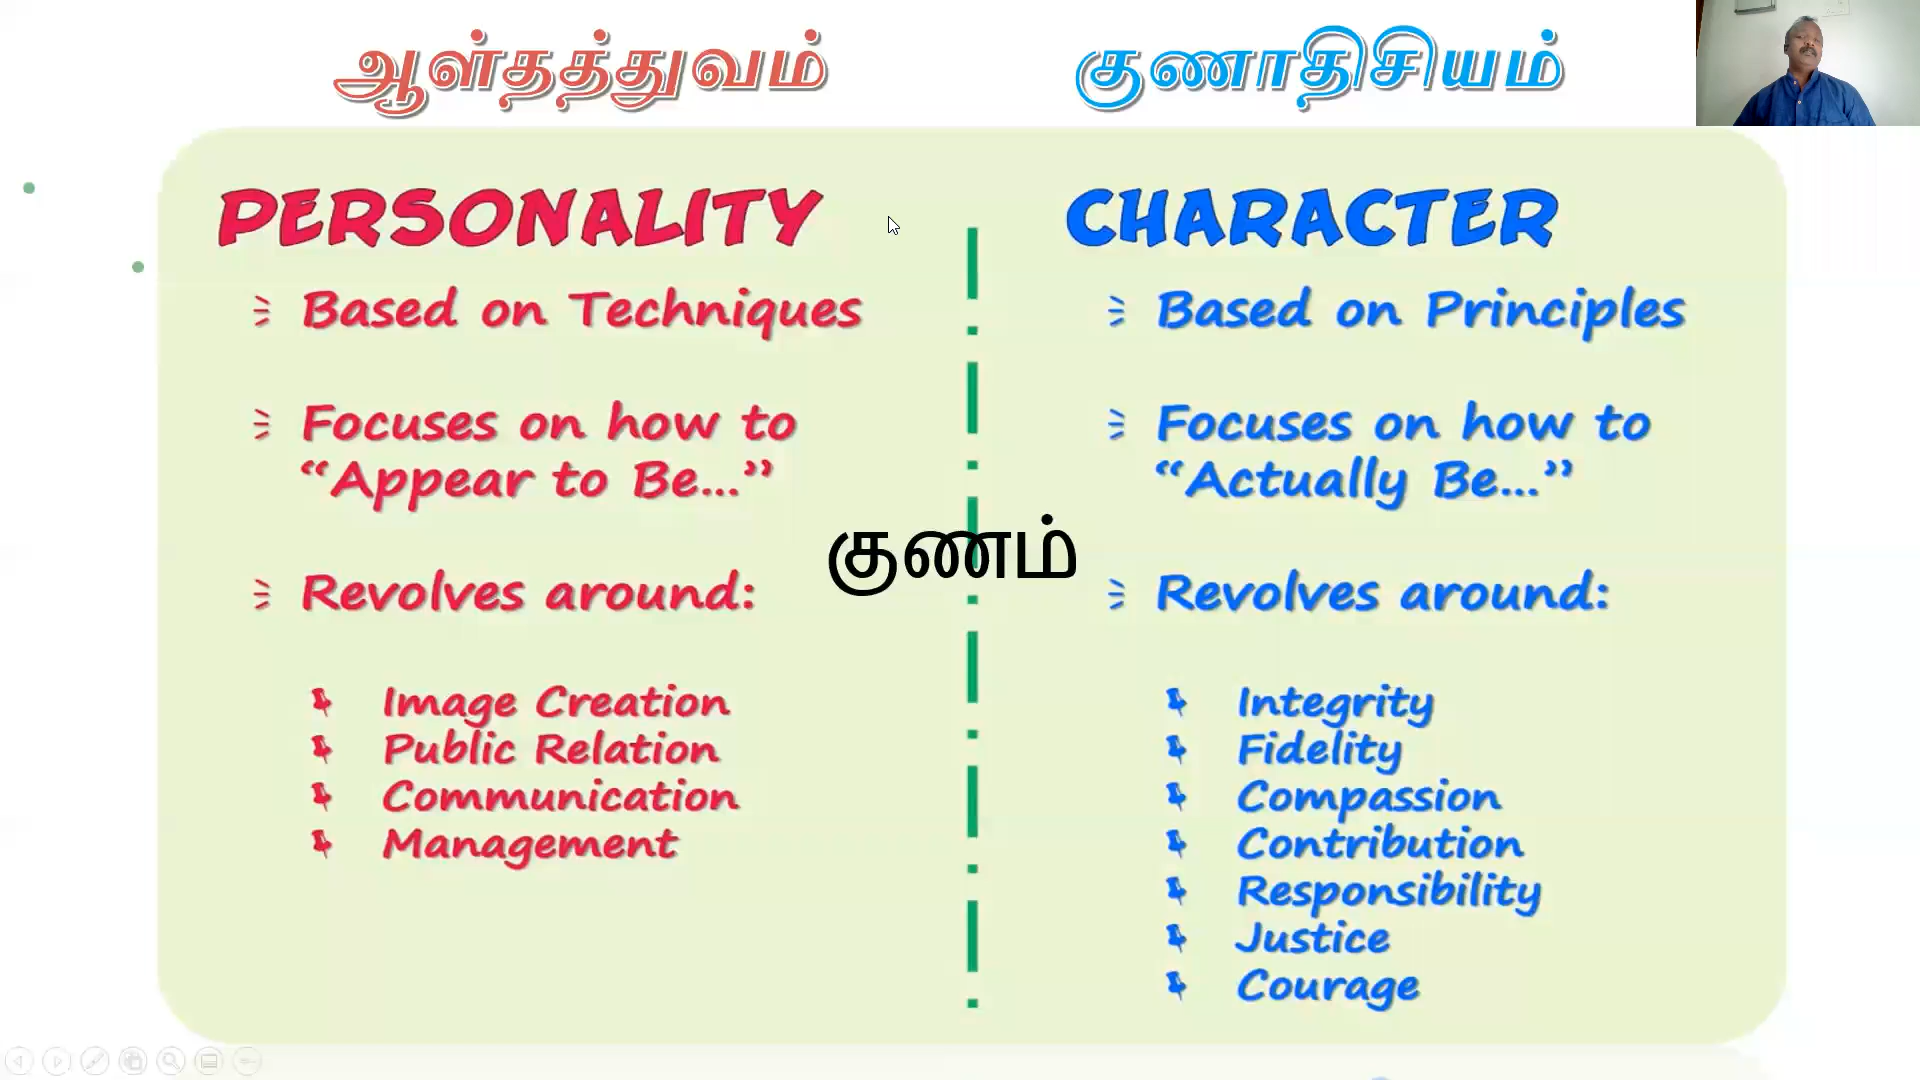 ஆள்தத்துவம்
குணாதிசியம்
PERSONALITY
Based on Techniques
Focuses on how to
“Appear to Be...”
Revolves around:
Image Creation
Public Relation
Communication
Management
குணம்
CHARACTER
Based on Principles
Focuses on how to
“Actually Be...”
Revolves around:
Integrity
Fidelity
Compassion
Contribution
Responsibility
Justice
Courage